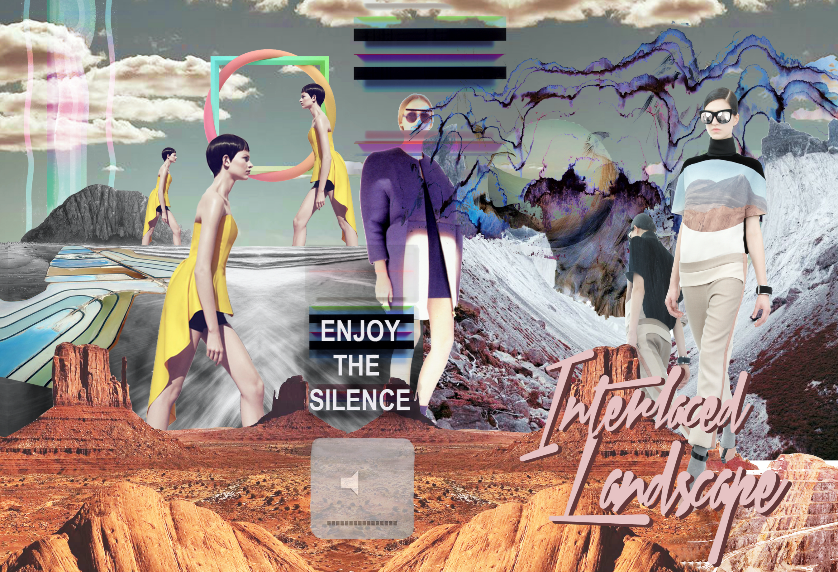 ENJOY
THE
SILENCE
Interlaced
Landscape